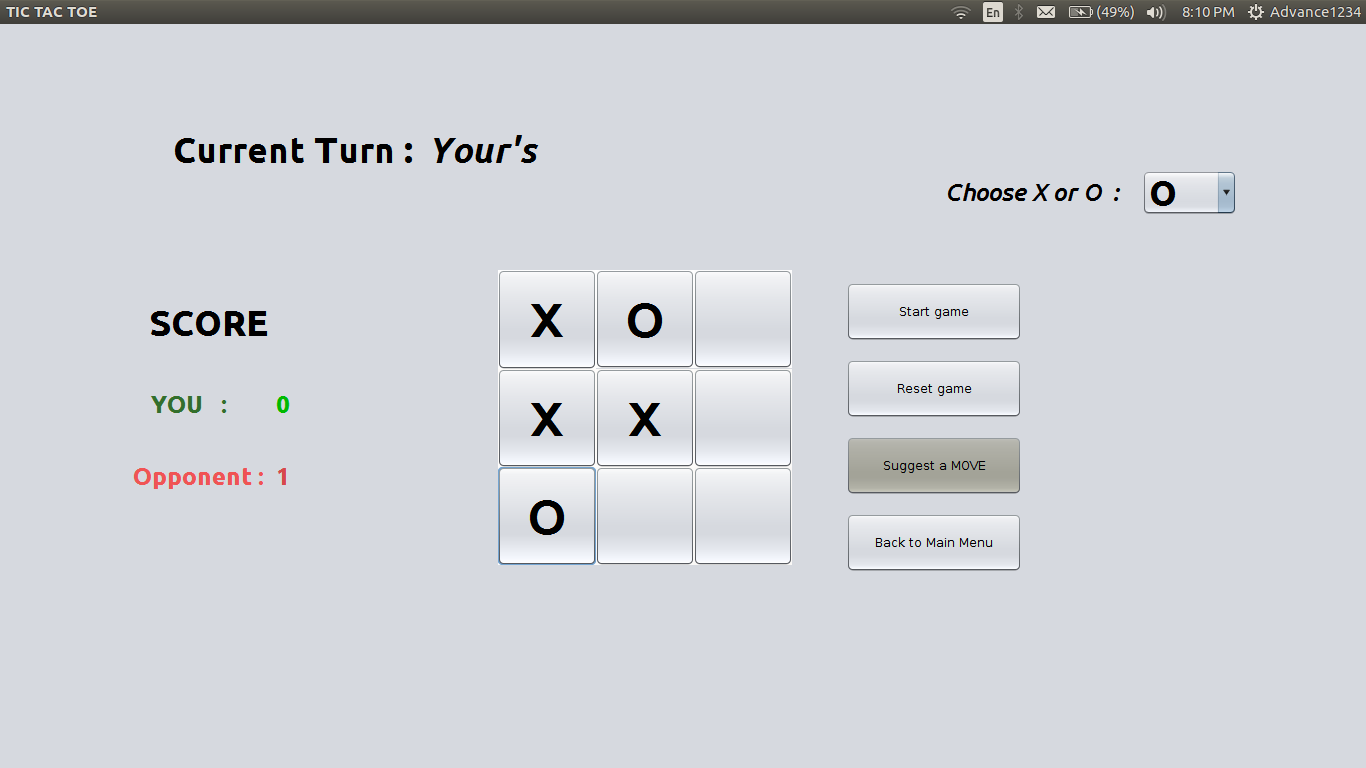 TIC TAC TOE En (49%) 8:10 PM Advance1234
Current Turn : Your's
Choose X or O : O
SCORE
YOU : 0
Opponent : 1
X O
X X
O
Start game
Reset game
Suggest a MOVE
Back to Main Menu